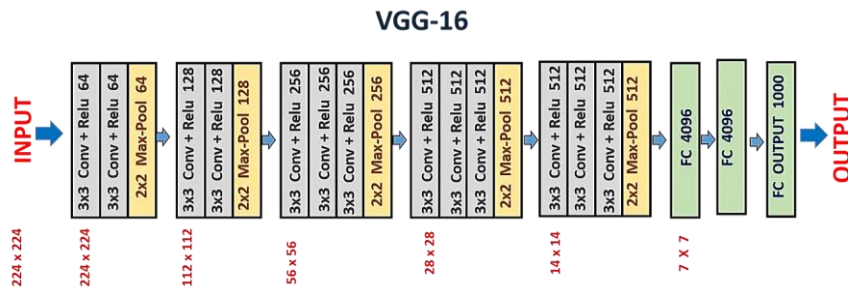 VGG-16
INPUT
3x3 Conv + Relu 64
3x3 Conv + Relu 64
2x2 Max-Pool 64
3x3 Conv + Relu 128
3x3 Conv + Relu 128
2x2 Max-Pool 128
3x3 Conv + Relu 256
3x3 Conv + Relu 256
3x3 Conv + Relu 256
2x2 Max-Pool 256
3x3 Conv + Relu 512
3x3 Conv + Relu 512
3x3 Conv + Relu 512
2x2 Max-Pool 512
3x3 Conv + Relu 512
3x3 Conv + Relu 512
3x3 Conv + Relu 512
2x2 Max-Pool 512
FC 4096
FC 4096
FC OUTPUT 1000
OUTPUT
224 x 224
224 x 224
112 x 112
56 x 56
28 x 28
14 x 14
7 X 7